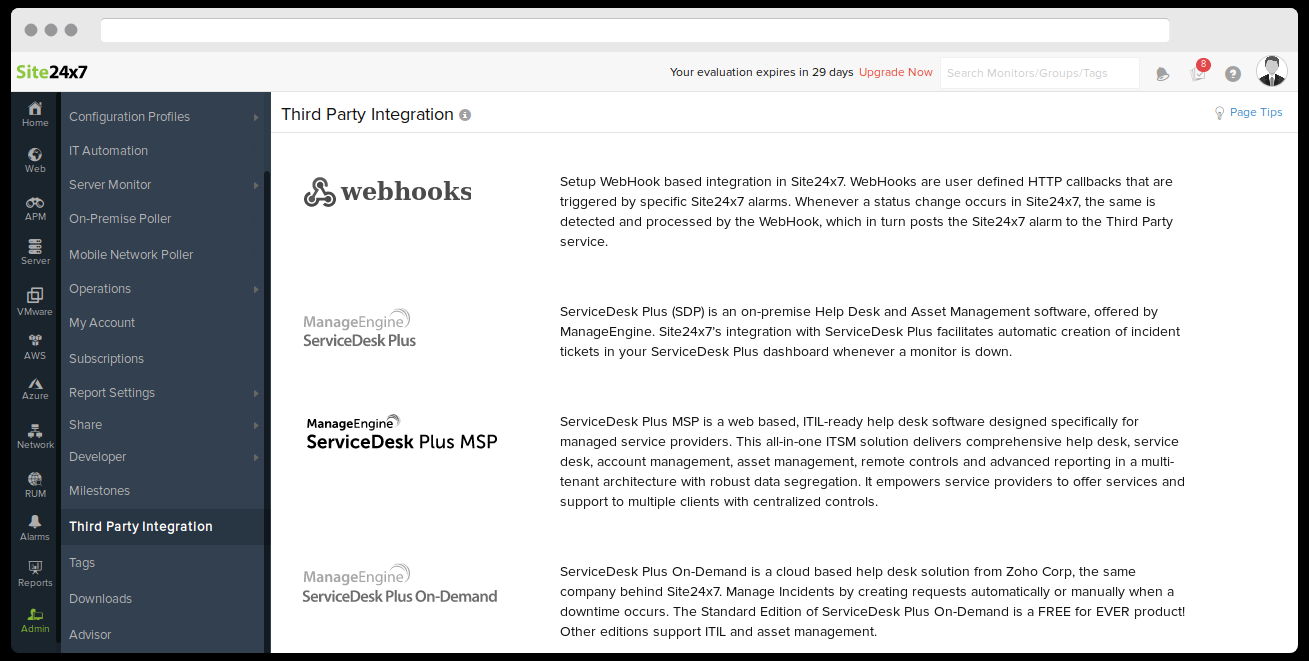 Site24x7
Your evaluation expires in 29 days Upgrade Now
Search Monitors/Groups/Tags
8
?
Home
Web
APM
Server
VMware
AWS
Azure
Network
RUM
Alarms
Reports
Admin
Configuration Profiles
IT Automation
Server Monitor
On-Premise Poller
Mobile Network Poller
Operations
My Account
Subscriptions
Report Settings
Share
Developer
Milestones
Third Party Integration
Tags
Downloads
Advisor
Third Party Integration
Page Tips
webhooks
Setup WebHook based integration in Site24x7. WebHooks are user defined HTTP callbacks that are
triggered by specific Site24x7 alarms. Whenever a status change occurs in Site24x7, the same is
detected and processed by the WebHook, which in turn posts the Site24x7 alarm to the Third Party
service.
ManageEngine
ServiceDesk Plus
ServiceDesk Plus (SDP) is an on-premise Help Desk and Asset Management software, offered by
ManageEngine. Site24x7's integration with ServiceDesk Plus facilitates automatic creation of incident
tickets in your ServiceDesk Plus dashboard whenever a monitor is down.
ManageEngine
ServiceDesk Plus MSP
ServiceDesk Plus MSP is a web based, ITIL-ready help desk software designed specifically for
managed service providers. This all-in-one ITSM solution delivers comprehensive help desk, service
desk, account management, asset management, remote controls and advanced reporting in a multi-
tenant architecture with robust data segregation. It empowers service providers to offer services and
support to multiple clients with centralized controls.
ManageEngine
ServiceDesk Plus On-Demand
ServiceDesk Plus On-Demand is a cloud based help desk solution from Zoho Corp, the same
company behind Site24x7. Manage Incidents by creating requests automatically or manually when a
downtime occurs. The Standard Edition of ServiceDesk Plus On-Demand is a FREE for EVER product!
Other editions support ITIL and asset management.